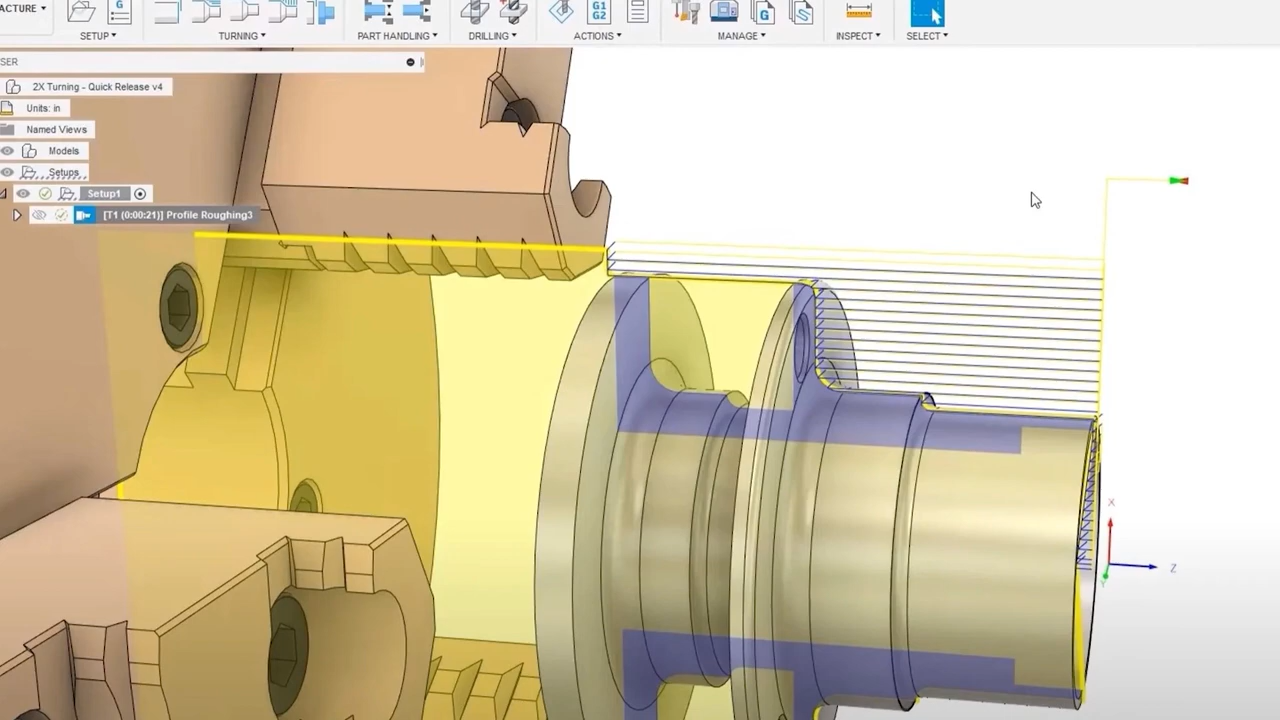 ACTURE
G
G1
G2
G
SETUP
TURNING
PART HANDLING
DRILLING
ACTIONS
MANAGE
INSPECT
SELECT
SER
2X Turning - Quick Release v4
Units: in
Named Views
Models
Setups
Setup1
[T1 (0:00:21)] Profile Roughing3
X
Z
Y